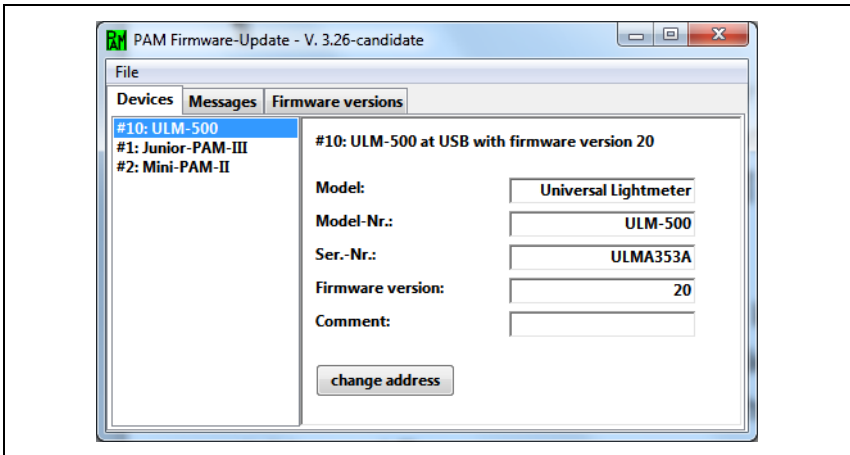 PAM PAM Firmware-Update - V. 3.26-candidate
File
Devices Messages Firmware versions
#10: ULM-500
#1: Junior-PAM-III
#2: Mini-PAM-II
#10: ULM-500 at USB with firmware version 20
Model: Universal Lightmeter
Model-Nr.: ULM-500
Ser.-Nr.: ULMA353A
Firmware version: 20
Comment:
change address